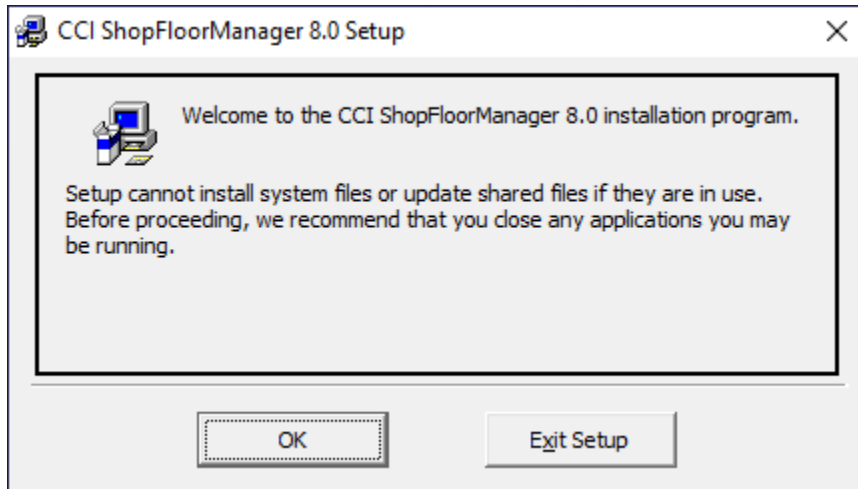 CCI ShopFloorManager 8.0 Setup
Welcome to the CCI ShopFloorManager 8.0 installation program.
Setup cannot install system files or update shared files if they are in use.
Before proceeding, we recommend that you close any applications you may
be running.
OK
Exit Setup